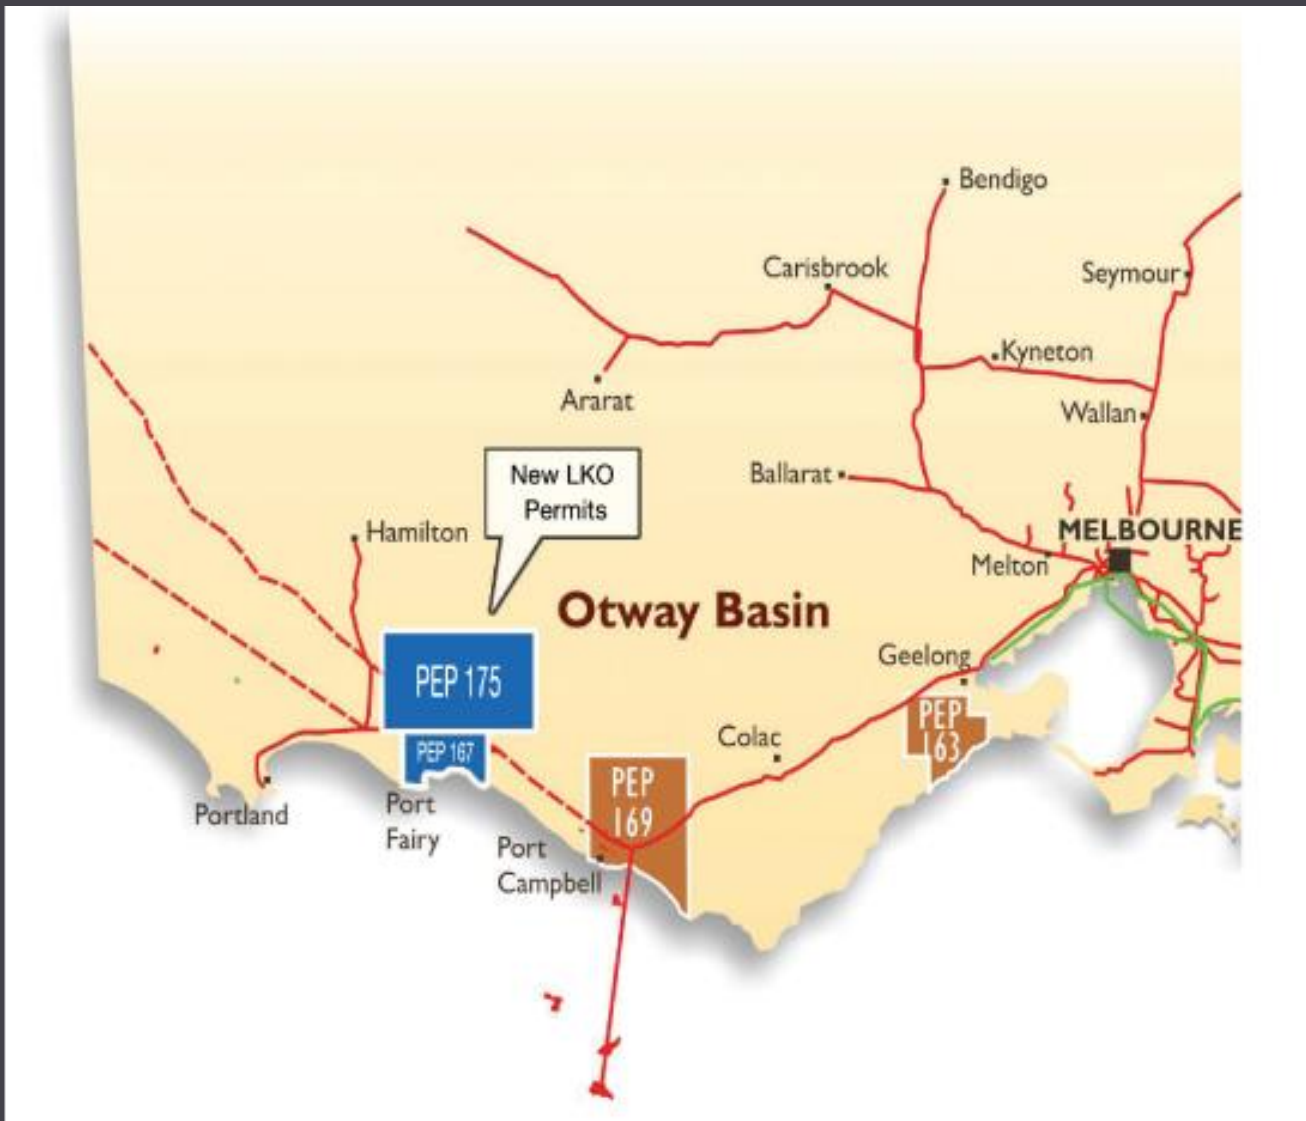 Bendigo
Carisbrook
Seymour
Kyneton
Ararat
Wallan
New LKO
Permits
Ballarat
Hamilton
MELBOURNE
Melton
Otway Basin
Geelong
PEP 175
PEP
163
Colac
PEP 167
PEP
169
Portland
Port
Fairy
Port
Campbell